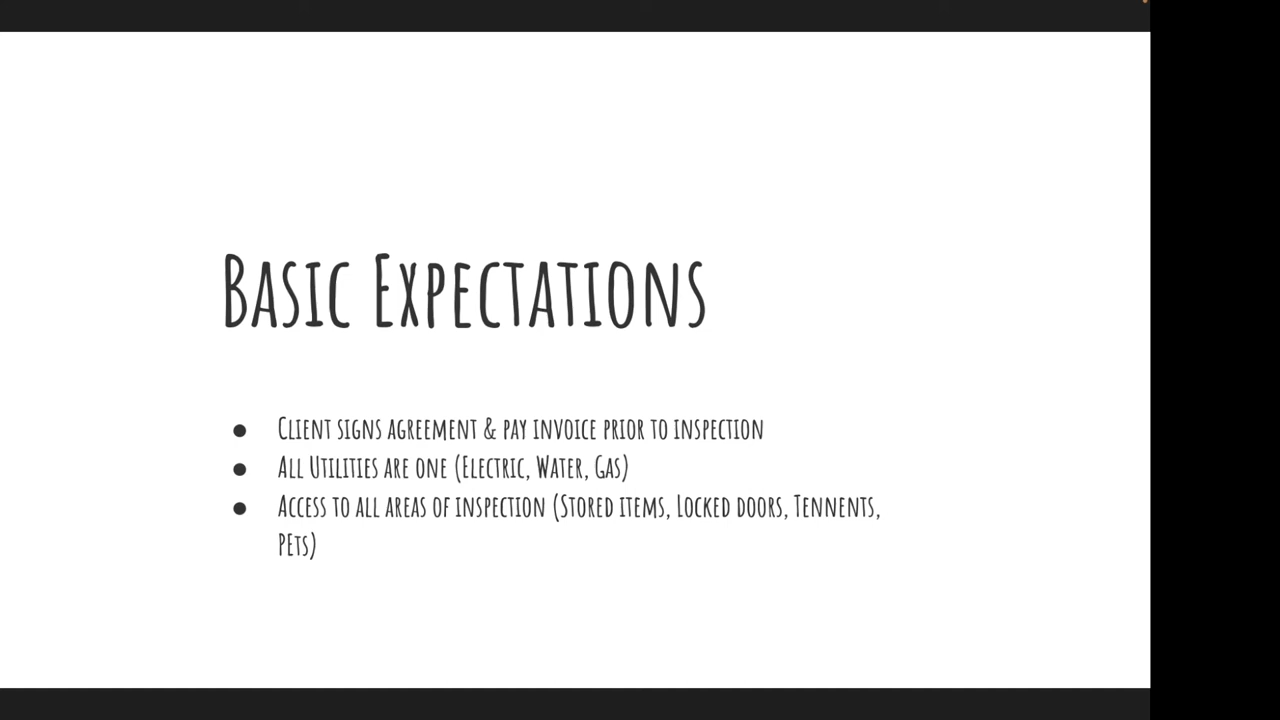 Basic Expectations
● Client signs agreement & pay invoice prior to inspection
● All Utilities are one (Electric, Water, Gas)
● Access to all areas of inspection (Stored items, Locked doors, Tennents,
PEts)